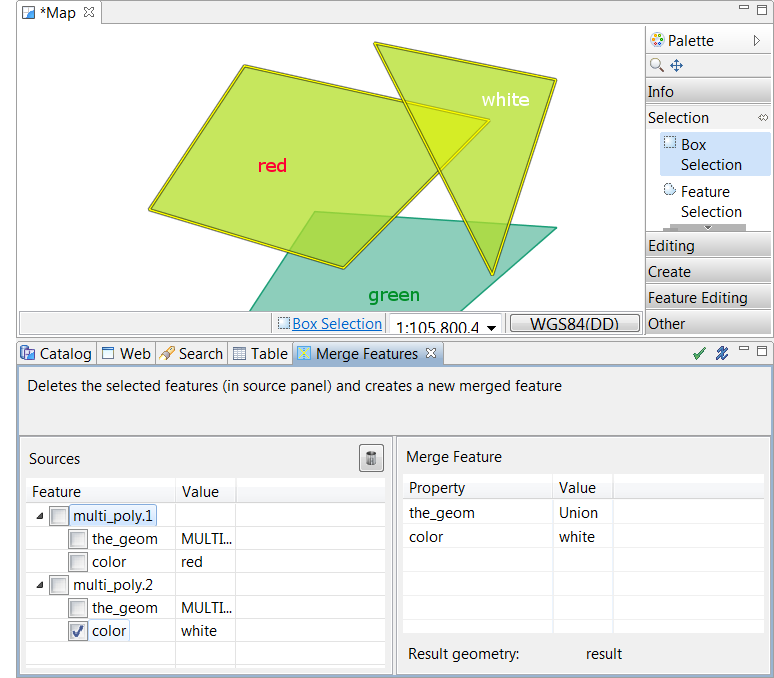 *Map
Palette
Info
Selection
Box
Selection
Feature
Selection
Editing
Create
Feature Editing
Other
white
red
green
Box Selection
1:105.800.4
WGS84(DD)
Catalog
Web
Search
Table
Merge Features
Deletes the selected features (in source panel) and creates a new merged feature
Sources
Feature Value
multi_poly.1
the_geom MULTI...
color red
multi_poly.2
the_geom MULTI...
color white
Merge Feature
Property Value
the_geom Union
color white
Result geometry: result